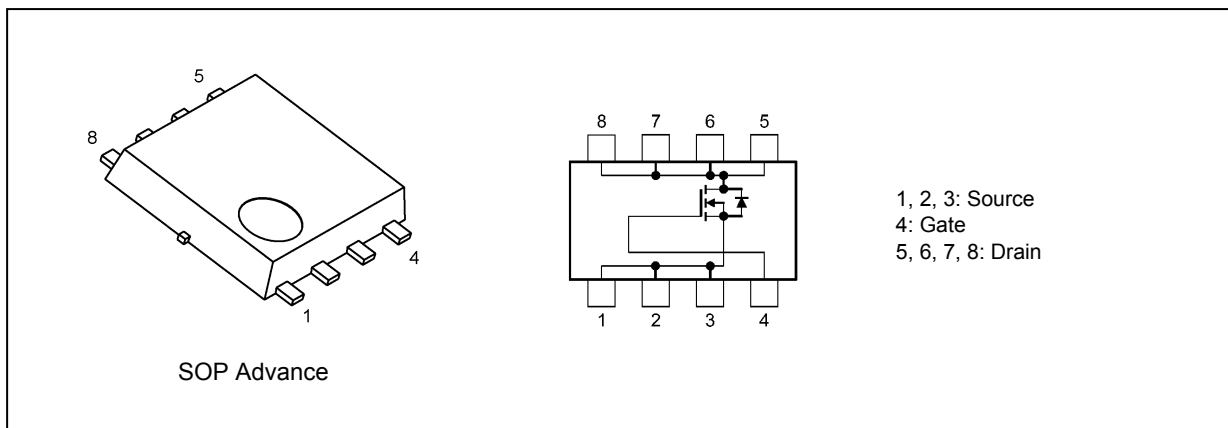 5
8
4
1
SOP Advance
8 7 6 5
1 2 3 4
1, 2, 3: Source
4: Gate
5, 6, 7, 8: Drain